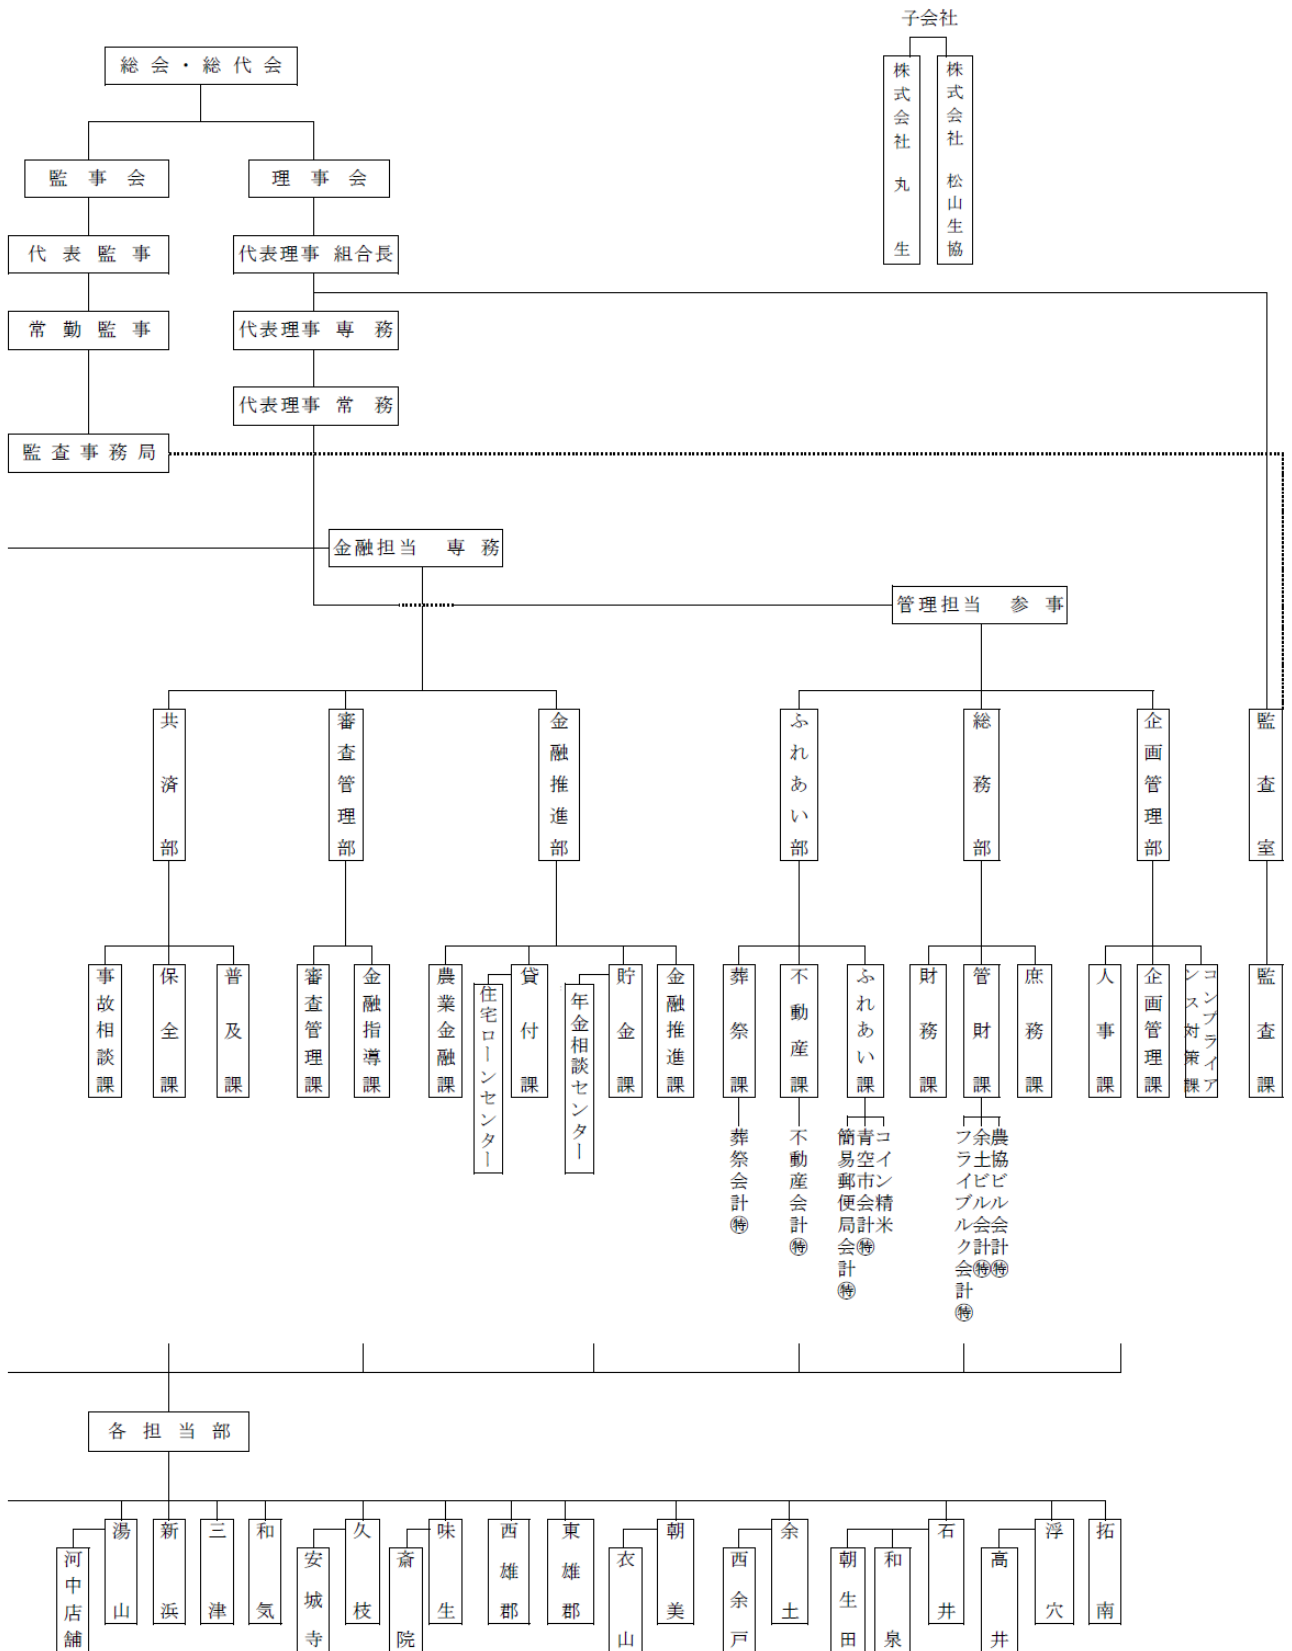 子会社
株式会社 丸生
株式会社 松山生協
総会・総代会
監事会
理事会
代表監事
代表理事 組合長
常勤監事
代表理事 専務
代表理事 常務
監査事務局
金融担当 専務
管理担当 参事
共済部
審査管理部
金融推進部
ふれあい部
総務部
企画管理部
監査室
事故相談課
保全課
普及課
審査管理課
金融指導課
農業金融課
住宅ローンセンター
貸付課
年金相談センター
貯金課
金融推進課
葬祭課
不動産課
ふれあい課
財務課
管財課
庶務課
人事課
企画管理課
コンプライア
ンス対策課
監査課
葬祭会計㊕
不動産会計㊕
簡易郵便局会計㊕
青空市会計㊕
コイン精米
フライブルク会計㊕
余土ビル会計㊕
農協ビル会計㊕
各担当部
河中店舗
湯山
新浜
三津
和気
安城寺
久枝
斎院
味生
西雄郡
東雄郡
衣山
朝美
西余戸
余土
朝生田
和泉
石井
高井
浮穴
拓南